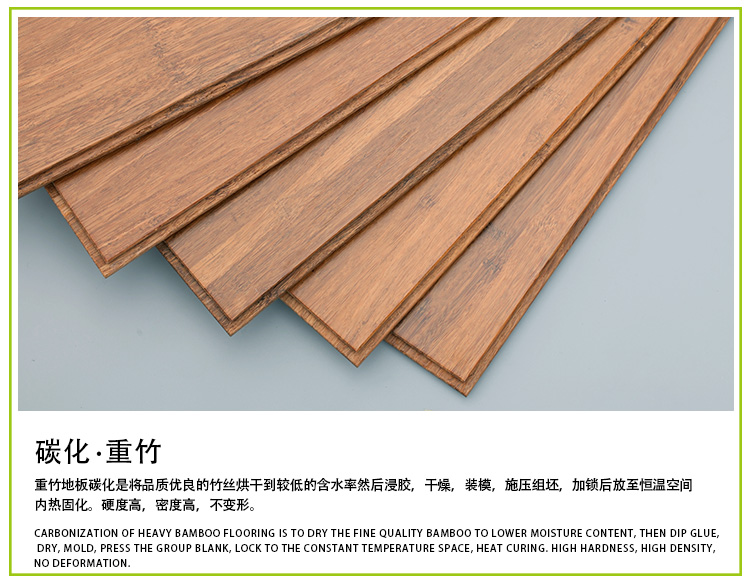 碳化·重竹
重竹地板碳化是将品质优良的竹丝烘干到较低的含水率然后浸胶，干燥，装模，施压组坯，加锁后放至恒温空间
内热固化。硬度高，密度高，不变形。
CARBONIZATION OF HEAVY BAMBOO FLOORING IS TO DRY THE FINE QUALITY BAMBOO TO LOWER MOISTURE CONTENT, THEN DIP GLUE,
DRY, MOLD, PRESS THE GROUP BLANK, LOCK TO THE CONSTANT TEMPERATURE SPACE, HEAT CURING. HIGH HARDNESS, HIGH DENSITY,
NO DEFORMATION.